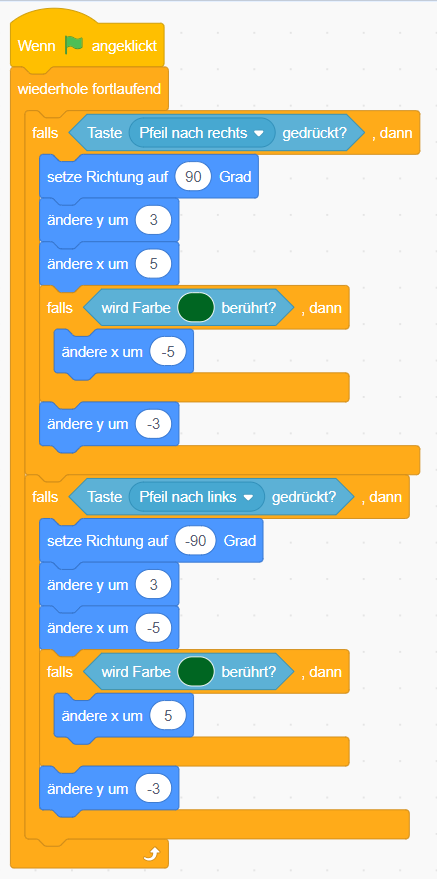 Wenn angeklickt
wiederhole fortlaufend
falls Taste Pfeil nach rechts gedrückt? , dann
setze Richtung auf 90 Grad
ändere y um 3
ändere x um 5
falls wird Farbe berührt? , dann
ändere x um -5
ändere y um -3
falls Taste Pfeil nach links gedrückt? , dann
setze Richtung auf -90 Grad
ändere y um 3
ändere x um -5
falls wird Farbe berührt? , dann
ändere x um 5
ändere y um -3